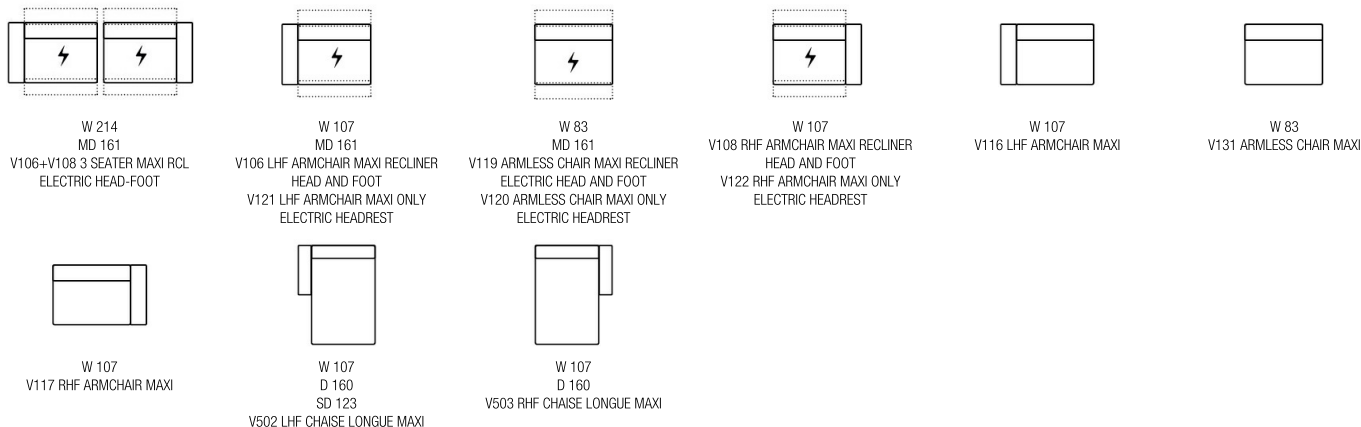 W 214
MD 161
V106+V108 3 SEATER MAXI RCL
ELECTRIC HEAD-FOOT
W 107
MD 161
V106 LHF ARMCHAIR MAXI RECLINER
HEAD AND FOOT
V121 LHF ARMCHAIR MAXI ONLY
ELECTRIC HEADREST
W 83
MD 161
V119 ARMLESS CHAIR MAXI RECLINER
ELECTRIC HEAD AND FOOT
V120 ARMLESS CHAIR MAXI ONLY
ELECTRIC HEADREST
W 107
V108 RHF ARMCHAIR MAXI RECLINER
HEAD AND FOOT
V122 RHF ARMCHAIR MAXI ONLY
ELECTRIC HEADREST
W 107
V116 LHF ARMCHAIR MAXI
W 83
V131 ARMLESS CHAIR MAXI
W 107
V117 RHF ARMCHAIR MAXI
W 107
D 160
SD 123
V502 LHF CHAISE LONGUE MAXI
W 107
D 160
V503 RHF CHAISE LONGUE MAXI